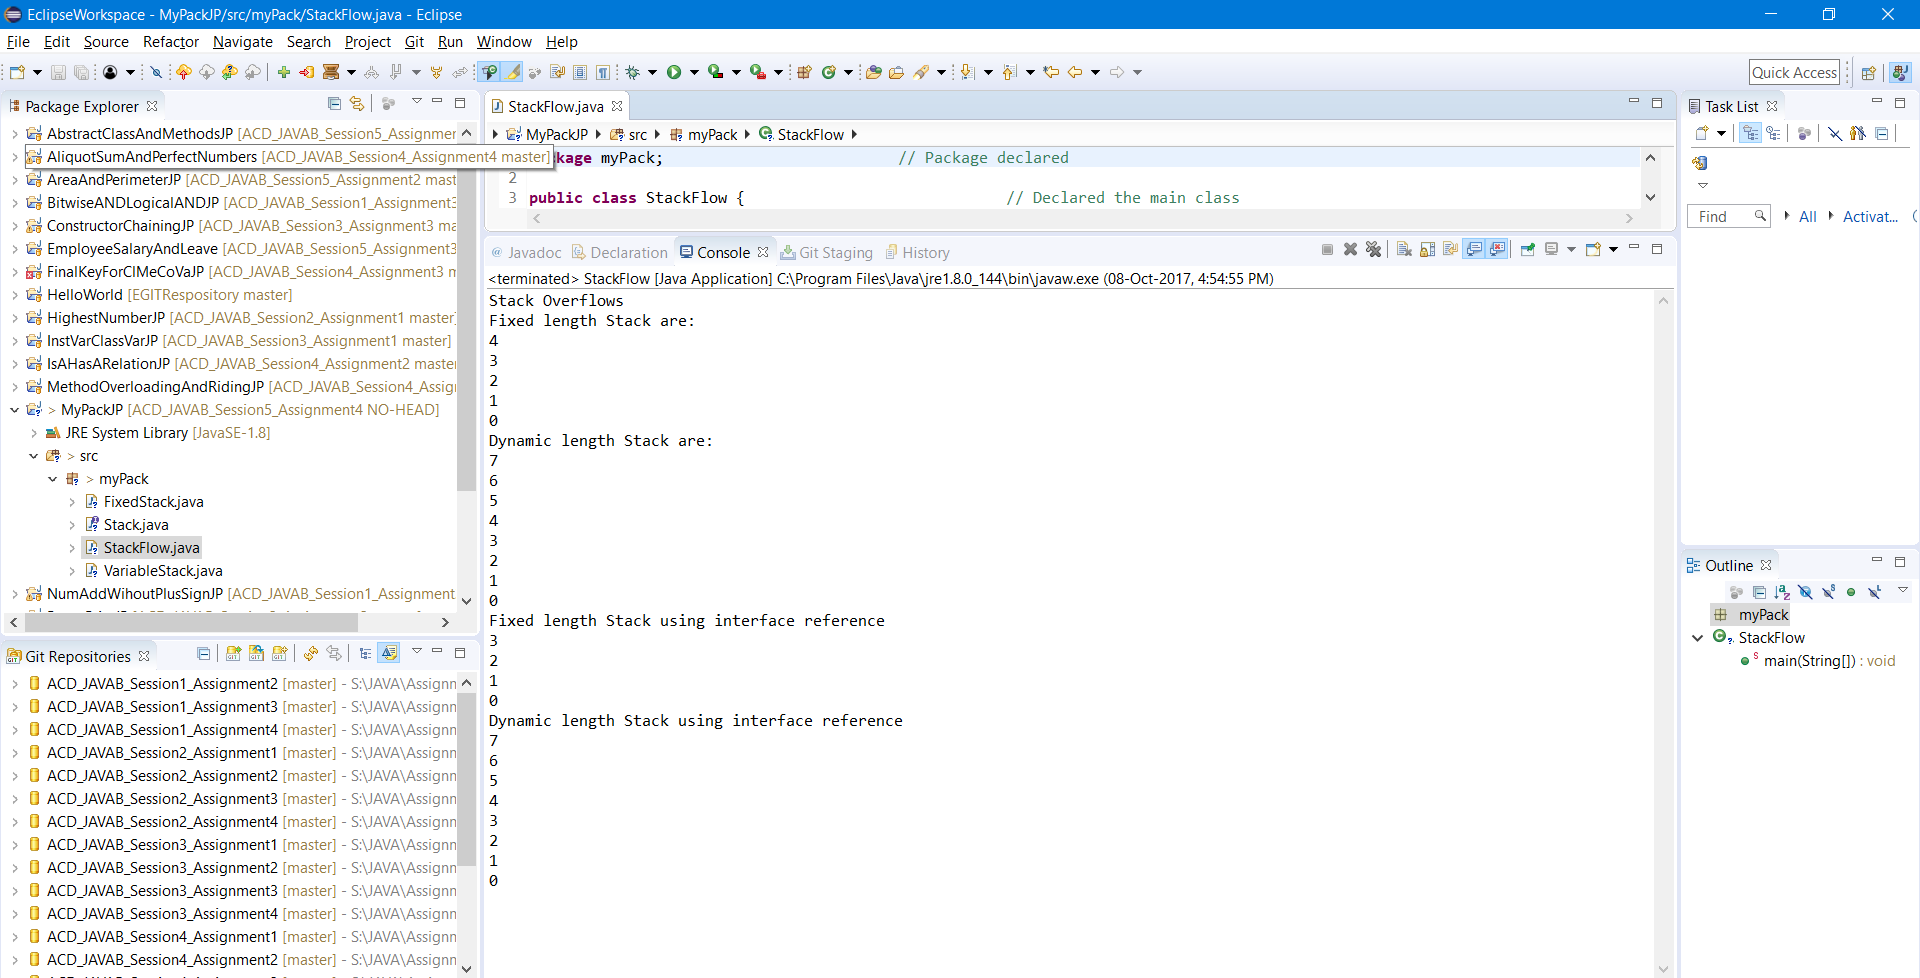 EclipseWorkspace - MyPackJP/src/myPack/StackFlow.java - Eclipse
File Edit Source Refactor Navigate Search Project Git Run Window Help
Quick Access
Package Explorer
AbstractClassAndMethodsJP [ACD_JAVAB_Session5_Assignmer
AliquotSumAndPerfectNumbers [ACD_JAVAB_Session4_Assignment4 master]
AreaAndPerimeterJP [ACD_JAVAB_Session5_Assignment2 mast
BitwiseANDLogicalANDJP [ACD_JAVAB_Session1_Assignment3
ConstructorChainingJP [ACD_JAVAB_Session3_Assignment3 ma
EmployeeSalaryAndLeave [ACD_JAVAB_Session5_Assignment3
FinalKeyForClMeCoVaJP [ACD_JAVAB_Session4_Assignment3 m
HelloWorld [EGITRespository master]
HighestNumberJP [ACD_JAVAB_Session2_Assignment1 master]
InstVarClassVarJP [ACD_JAVAB_Session3_Assignment1 master]
IsAHasARelationJP [ACD_JAVAB_Session4_Assignment2 maste
MethodOverloadingAndRidingJP [ACD_JAVAB_Session4_Assig
> MyPackJP [ACD_JAVAB_Session5_Assignment4 NO-HEAD]
JRE System Library [JavaSE-1.8]
> src
> myPack
FixedStack.java
Stack.java
StackFlow.java
VariableStack.java
NumAddWihoutPlusSignJP [ACD_JAVAB_Session1_Assignment
Git Repositories
ACD_JAVAB_Session1_Assignment2 [master] - S:\JAVA\Assignn
ACD_JAVAB_Session1_Assignment3 [master] - S:\JAVA\Assignn
ACD_JAVAB_Session1_Assignment4 [master] - S:\JAVA\Assignn
ACD_JAVAB_Session2_Assignment1 [master] - S:\JAVA\Assignn
ACD_JAVAB_Session2_Assignment2 [master] - S:\JAVA\Assignn
ACD_JAVAB_Session2_Assignment3 [master] - S:\JAVA\Assignn
ACD_JAVAB_Session2_Assignment4 [master] - S:\JAVA\Assignn
ACD_JAVAB_Session3_Assignment1 [master] - S:\JAVA\Assignn
ACD_JAVAB_Session3_Assignment2 [master] - S:\JAVA\Assignn
ACD_JAVAB_Session3_Assignment3 [master] - S:\JAVA\Assignn
ACD_JAVAB_Session3_Assignment4 [master] - S:\JAVA\Assignn
ACD_JAVAB_Session4_Assignment1 [master] - S:\JAVA\Assignn
ACD_JAVAB_Session4_Assignment2 [master] - S:\JAVA\Assignn
StackFlow.java
MyPackJP src myPack StackFlow
kage myPack; // Package declared
2
3 public class StackFlow { // Declared the main class
@ Javadoc Declaration Console Git Staging History
<terminated> StackFlow [Java Application] C:\Program Files\Java\jre1.8.0_144\bin\javaw.exe (08-Oct-2017, 4:54:55 PM)
Stack Overflows
Fixed length Stack are:
4
3
2
1
0
Dynamic length Stack are:
7
6
5
4
3
2
1
0
Fixed length Stack using interface reference
3
2
1
0
Dynamic length Stack using interface reference
7
6
5
4
3
2
1
0
Task List
Find All Activat...
Outline
myPack
StackFlow
main(String[]) : void